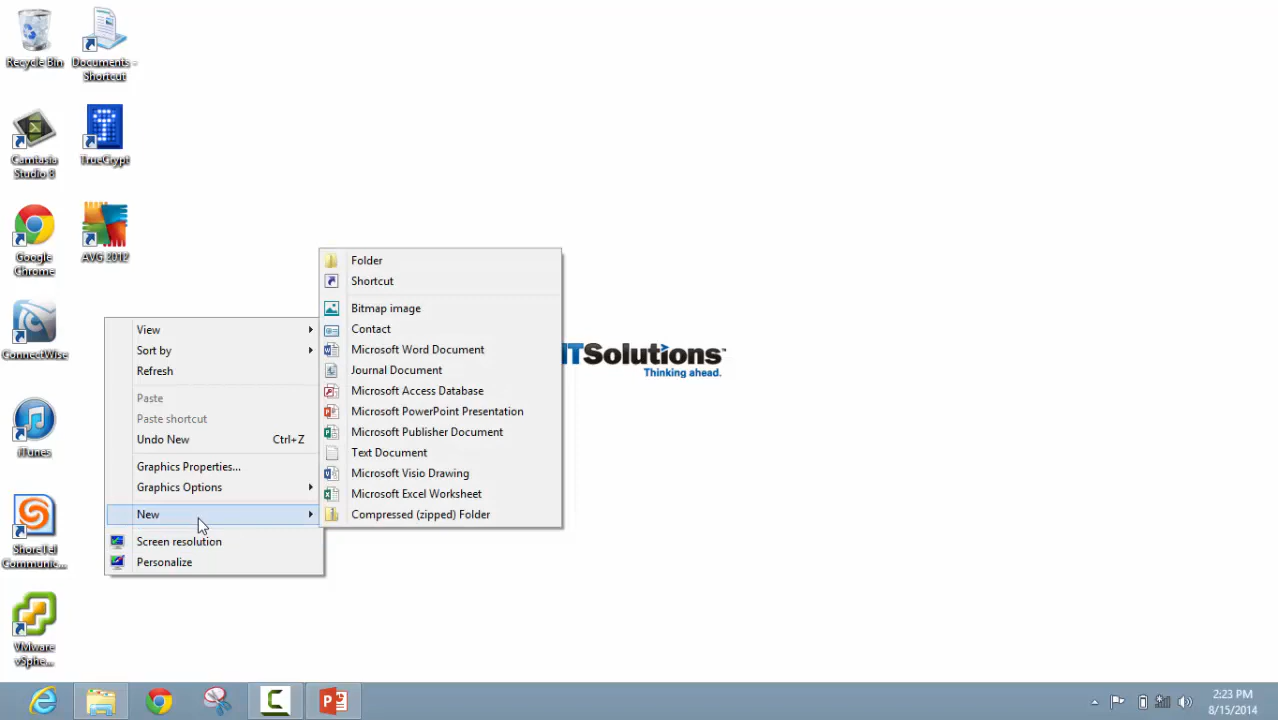 Recycle Bin
Documents -
Shortcut
Camtasia
Studio 8
TrueCrypt
Google
Chrome
AVG 2012
ConnectWise
iTunes
ShoreTel
Communic...
VMware
vSphe...
View
Sort by
Refresh
Paste
Paste shortcut
Undo New Ctrl+Z
Graphics Properties...
Graphics Options
New
Screen resolution
Personalize
Folder
Shortcut
Bitmap image
Contact
Microsoft Word Document
Journal Document
Microsoft Access Database
Microsoft PowerPoint Presentation
Microsoft Publisher Document
Text Document
Microsoft Visio Drawing
Microsoft Excel Worksheet
Compressed (zipped) Folder
ITSolutions™
Thinking ahead.
2:23 PM
8/15/2014